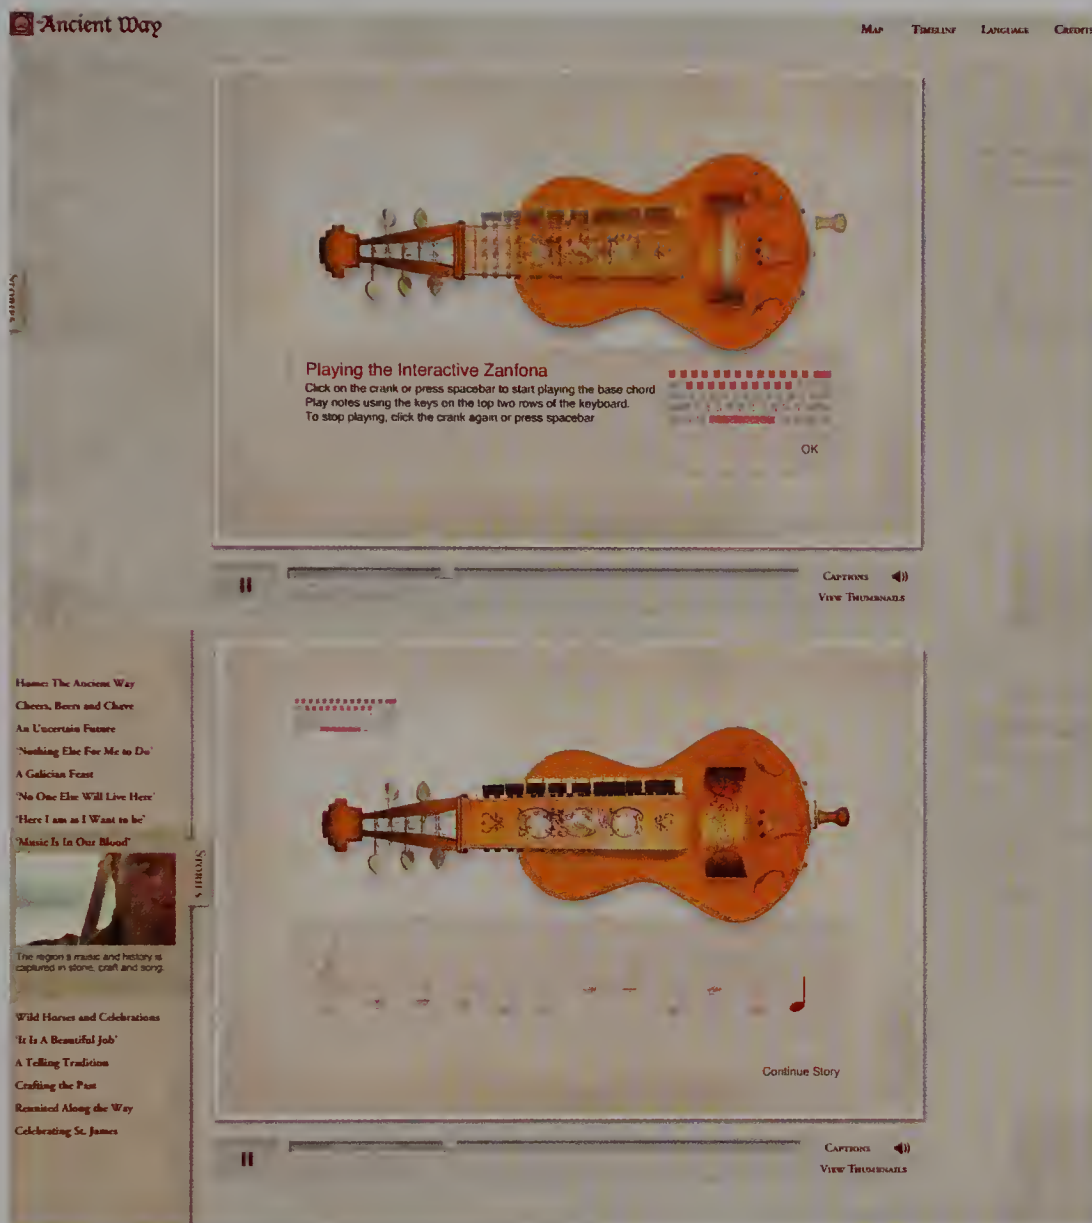 Ancient Way
Map Timeline Language Credits
Stories
Playing the Interactive Zanfona
Click on the crank or press spacebar to start playing the base chord
Play notes using the keys on the top two rows of the keyboard.
To stop playing, click the crank again or press spacebar
OK
Captions
View Thumbnails
Home: The Ancient Way
Cheers, Beers and Cheve
An Uncertain Future
'Nothing Else For Me to Do'
A Galician Feast
'No One Else Will Live Here'
'Here I am as I Want to be'
'Music Is In Our Blood'
Stories
The region's music and history is
captured in stone, craft and song.
Wild Horses and Celebrations
'It Is A Beautiful Job'
A Telling Tradition
Crafting the Past
Reunited Along the Way
Celebrating St. James
Continue Story
Captions
View Thumbnails